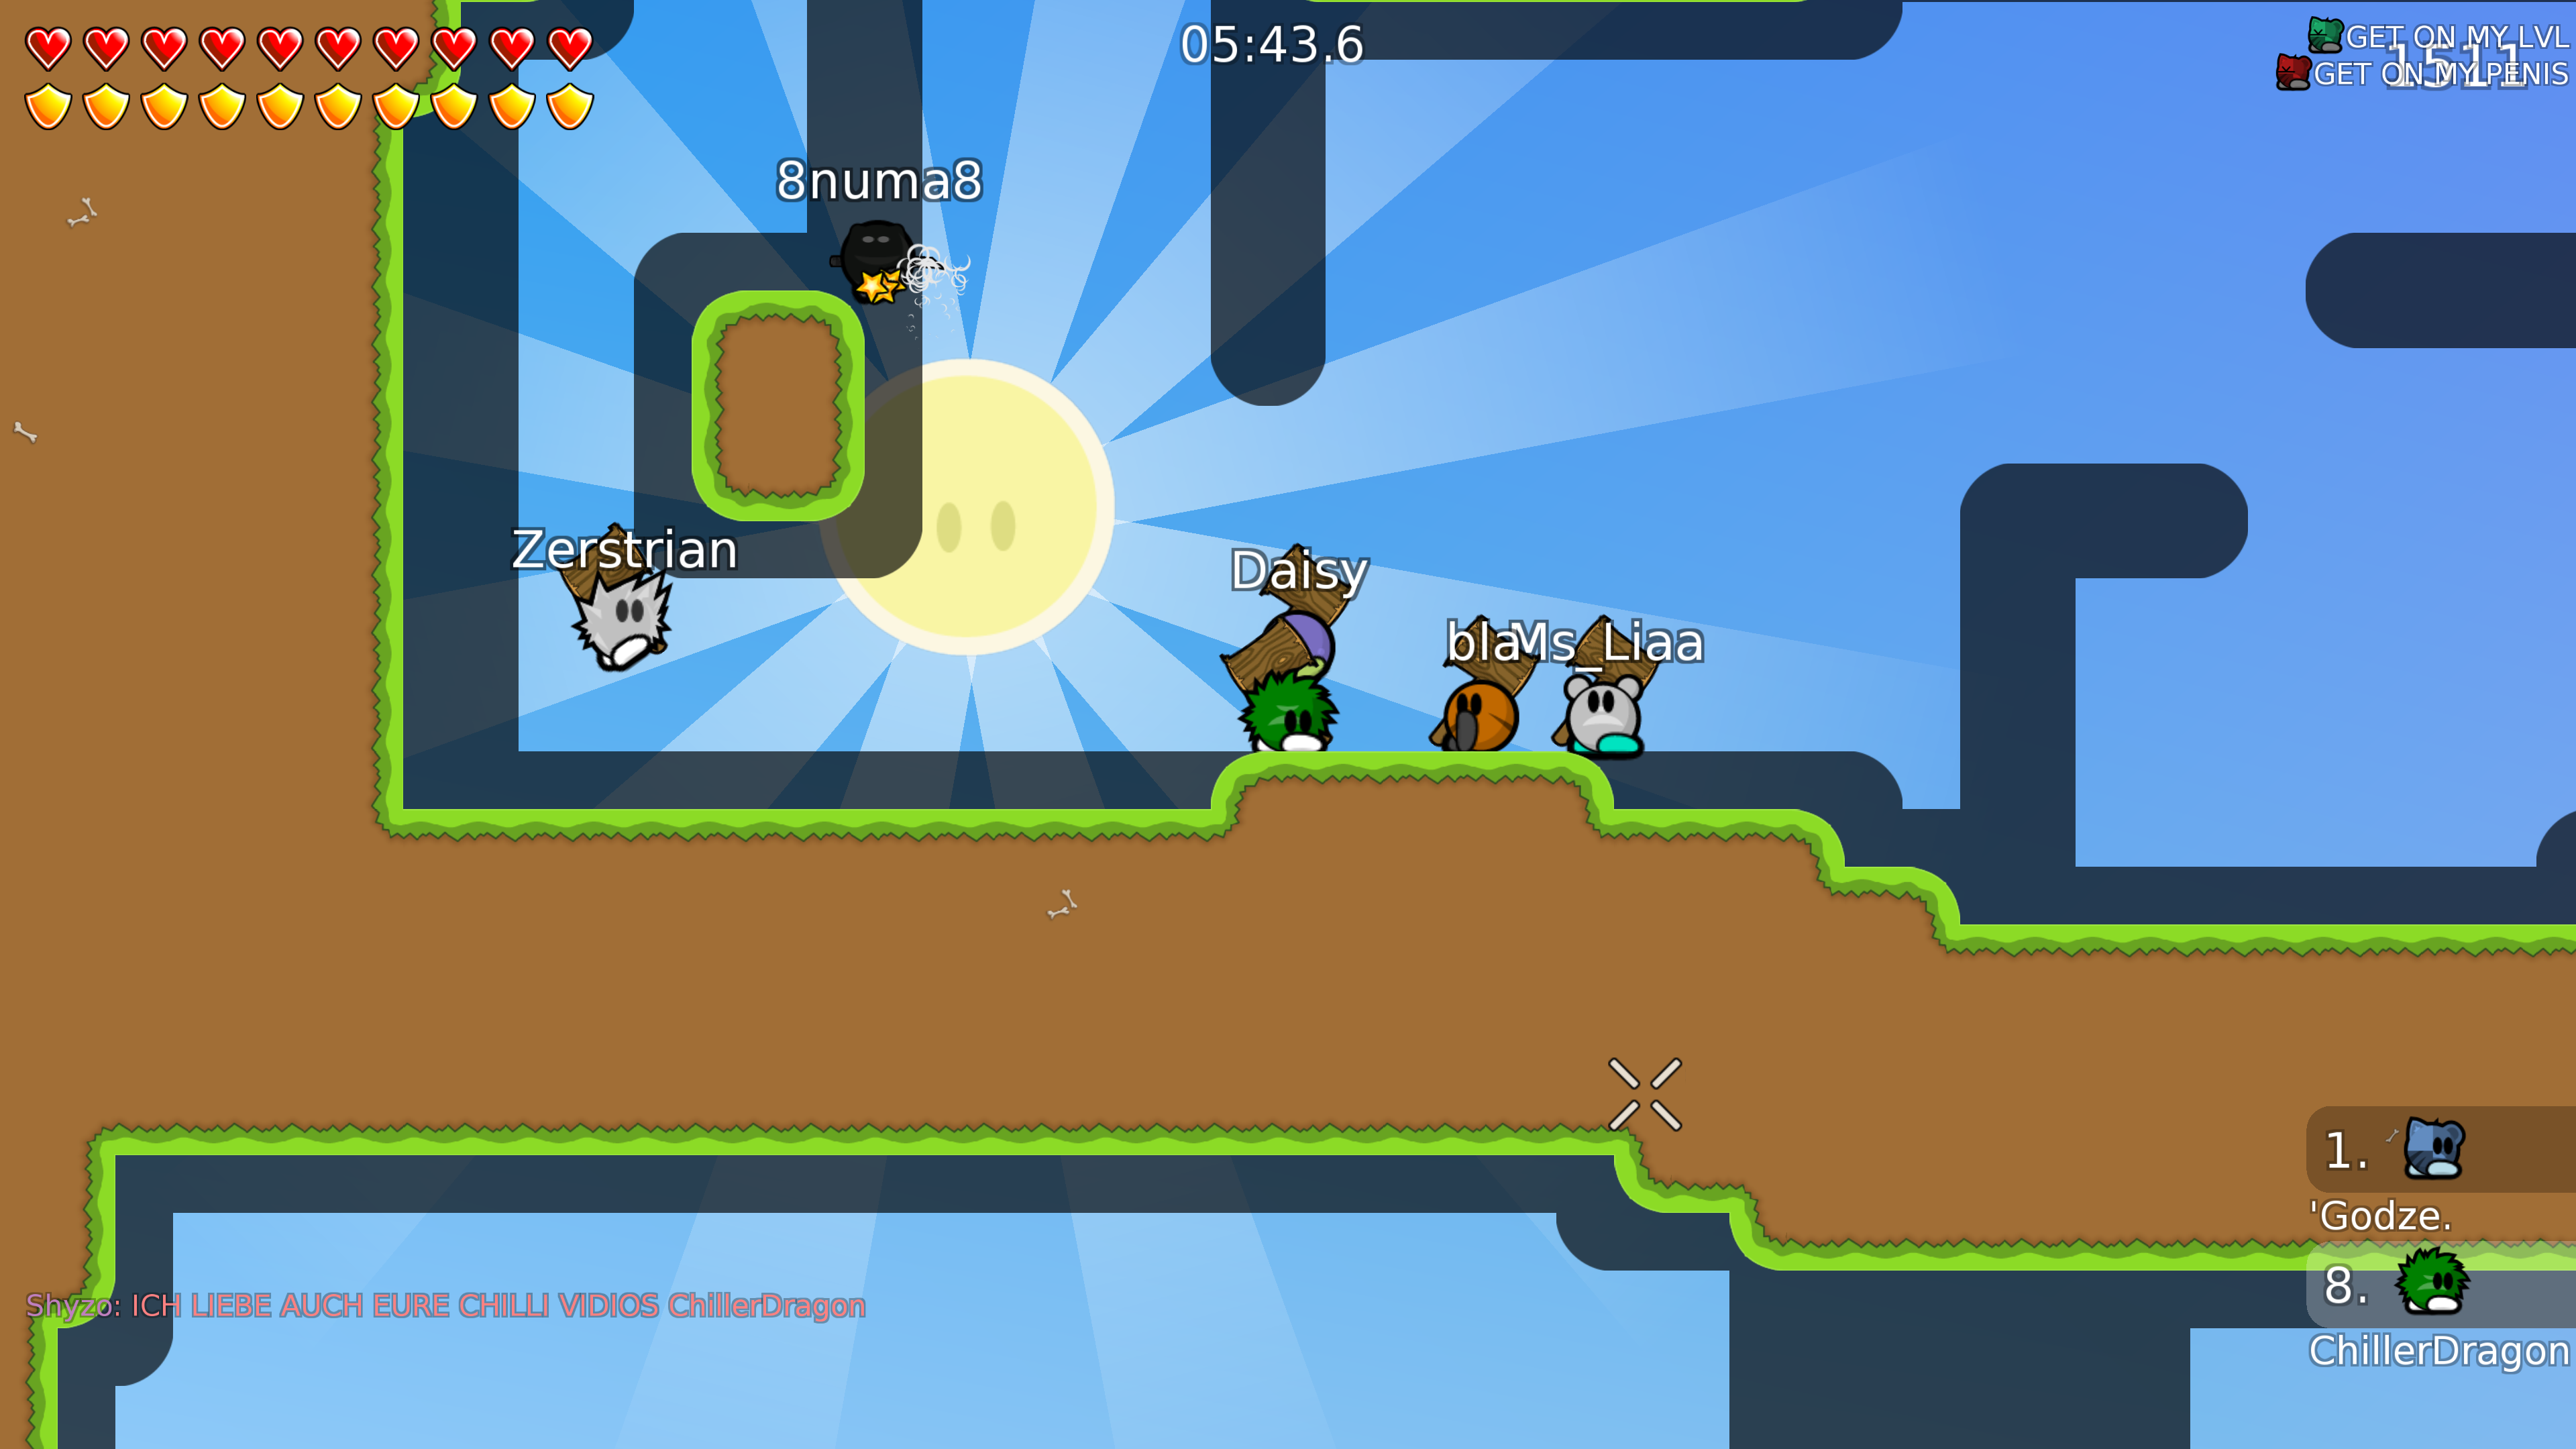 05:43.6
GET ON MY LVL
1511
GET ON MY PENIS
8numa8
Zerstrian
Daisy
bla
Ms_Liaa
1.
'Godze.
8.
ChillerDragon
Shyzo: ICH LIEBE AUCH EURE CHILLI VIDIOS ChillerDragon